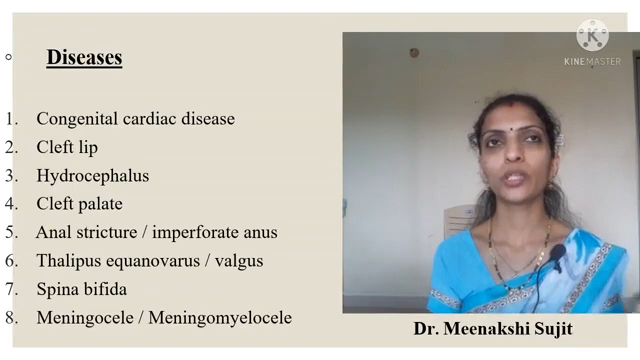 Diseases
1. Congenital cardiac disease
2. Cleft lip
3. Hydrocephalus
4. Cleft palate
5. Anal stricture / imperforate anus
6. Thalipus equanovarus / valgus
7. Spina bifida
8. Meningocele / Meningomyelocele
K
KINEMASTER
Dr. Meenakshi Sujit